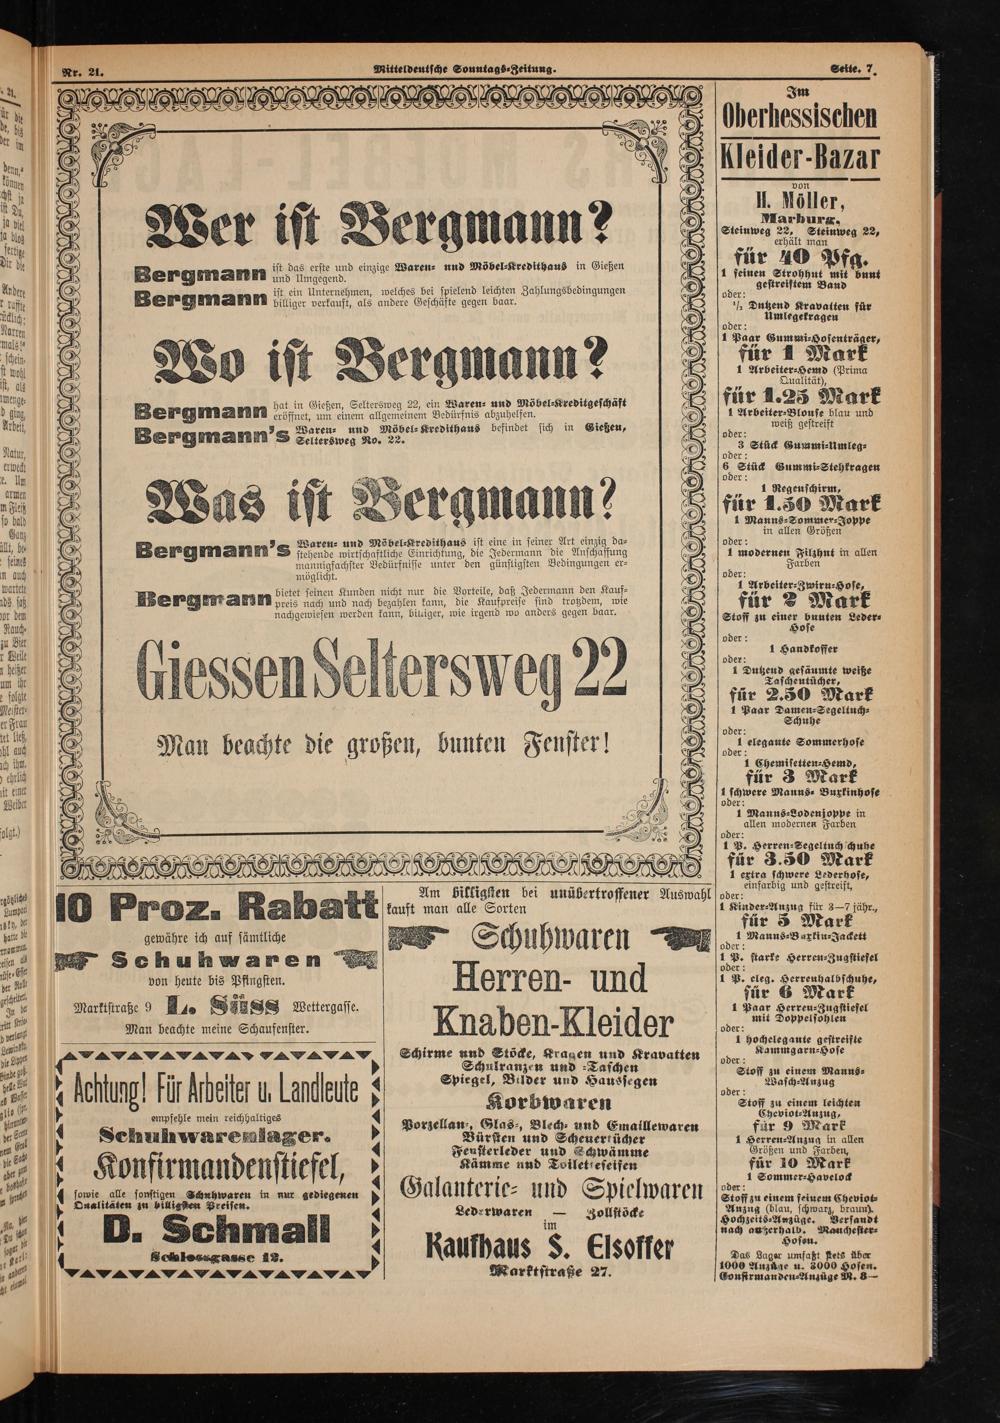 Nr. 21.
Mitteldeutsche Sonntags-Zeitung.
Seite. 7.
Wer ist Bergmann?
Bergmann ist das erste und einzige Waren- und Möbel-Kredithaus in Gießen
und Umgegend.
Bergmann ist ein Unternehmen, welches bei spielend leichten Zahlungsbedingungen
billiger verkauft, als andere Geschäfte gegen baar.
Wo ist Bergmann?
Bergmann hat in Gießen, Seltersweg 22, ein Waren- und Möbel-Kreditgeschäft
eröffnet, um einem allgemeinem Bedürfnis abzuhelfen.
Bergmann's Waren- und Möbel-Kredithaus befindet sich in Gießen,
Seltersweg No. 22.
Was ist Bergmann?
Bergmann's Waren- und Möbel-Kredithaus ist eine in seiner Art einzig da-
stehende wirtschaftliche Einrichtung, die Jedermann die Anschaffung
mannigfachster Bedürfnisse unter den günstigsten Bedingungen er-
möglicht.
Bergmann bietet seinen Kunden nicht nur die Vorteile, daß Jedermann den Kauf-
preis nach und nach bezahlen kann, die Kaufpreise sind trotzdem, wie
nachgewiesen werden kann, billiger, wie irgend wo anders gegen baar.
Giessen Seltersweg 22
Man beachte die großen, bunten Fenster!
10 Proz. Rabatt
gewähre ich auf sämtliche
Schuhwaren
von heute bis Pfingsten.
Marktstraße 9 L. Süss Wettergasse.
Man beachte meine Schaufenster.
Achtung! Für Arbeiter u. Landleute
empfehle mein reichhaltiges
Schuhwarenlager.
Konfirmandenstiefel,
sowie alle sonstigen Schuhwaren in nur gediegenen
Qualitäten zu billigsten Preisen.
D. Schmall
Schlossgasse 12.
Am billigsten bei unübertroffener Auswahl
kauft man alle Sorten
Schuhwaren
Herren- und
Knaben-Kleider
Schirme und Stöcke, Kragen und Kravatten
Schulranzen und -Taschen
Spiegel, Bilder und Haussegen
Korbwaren
Porzellan-, Glas-, Blech- und Emaillewaren
Bürsten und Scheuertücher
Fensterleder und Schwämme
Kämme und Toiletteseifen
Galanterie- und Spielwaren
Lederwaren — Zollstöcke
im
Kaufhaus S. Elsoffer
Marktstraße 27.
Im
Oberhessischen
Kleider-Bazar
von
H. Möller,
Marburg,
Steinweg 22, Steinweg 22,
erhält man
für 40 Pfg.
1 feinen Strohhut mit bunt
gestreiftem Band
oder:
1/2 Dutzend Kravatten für
Umlegekragen
oder:
1 Paar Gummi-Hosenträger,
für 1 Mark
1 Arbeiter-Hemd (Prima
Qualität),
für 1.25 Mark
1 Arbeiter-Blouse blau und
weiß gestreift
oder:
3 Stück Gummi-Umleg-
oder:
6 Stück Gummi-Stehkragen
oder:
1 Regenschirm,
für 1.50 Mark
1 Manns-Sommer-Joppe
in allen Größen
oder:
1 modernen Filzhut in allen
Farben
oder:
1 Arbeiter-Zwirn-Hose,
für 2 Mark
Stoff zu einer bunten Leder-
Hose
oder:
1 Handkoffer
oder:
1 Dutzend gesäumte weiße
Taschentücher,
für 2.50 Mark
1 Paar Damen-Segeltuch-
Schuhe
oder:
1 elegante Sommerhose
oder:
1 Chemisetten-Hemd,
für 3 Mark
1 schwere Manns- Buxkinhose
oder:
1 Manns-Lodenjoppe in
allen modernen Farben
oder:
1 P. Herren-Segeltuchschuhe
für 3.50 Mark
1 extra schwere Lederhose,
einfarbig und gestreift,
oder:
1 Kinder-Anzug für 3—7 jähr.,
für 5 Mark
1 Manns-Buxkin-Jackett
oder:
1 P. starke Herren-Zugstiefel
oder:
1 P. eleg. Herrenhalbschuhe,
für 6 Mark
1 Paar Herren-Zugstiefel
mit Doppelsohlen
oder:
1 hochelegante gestreifte
Kammgarn-Hose
oder:
Stoff zu einem Manns-
Wasch-Anzug
oder:
Stoff zu einem leichten
Cheviot-Anzug,
für 9 Mark
1 Herren-Anzug in allen
Größen und Farben,
für 10 Mark
1 Sommer-Havelock
oder:
Stoff zu einem feinem Cheviot-
Anzug (blau, schwarz, braun).
Hochzeits-Anzüge. Versandt
nach außerhalb. Manchester-
Hosen.
Das Lager umfaßt stets über
1000 Anzüge u. 3000 Hosen.
Confirmanden-Anzüge M. 8—